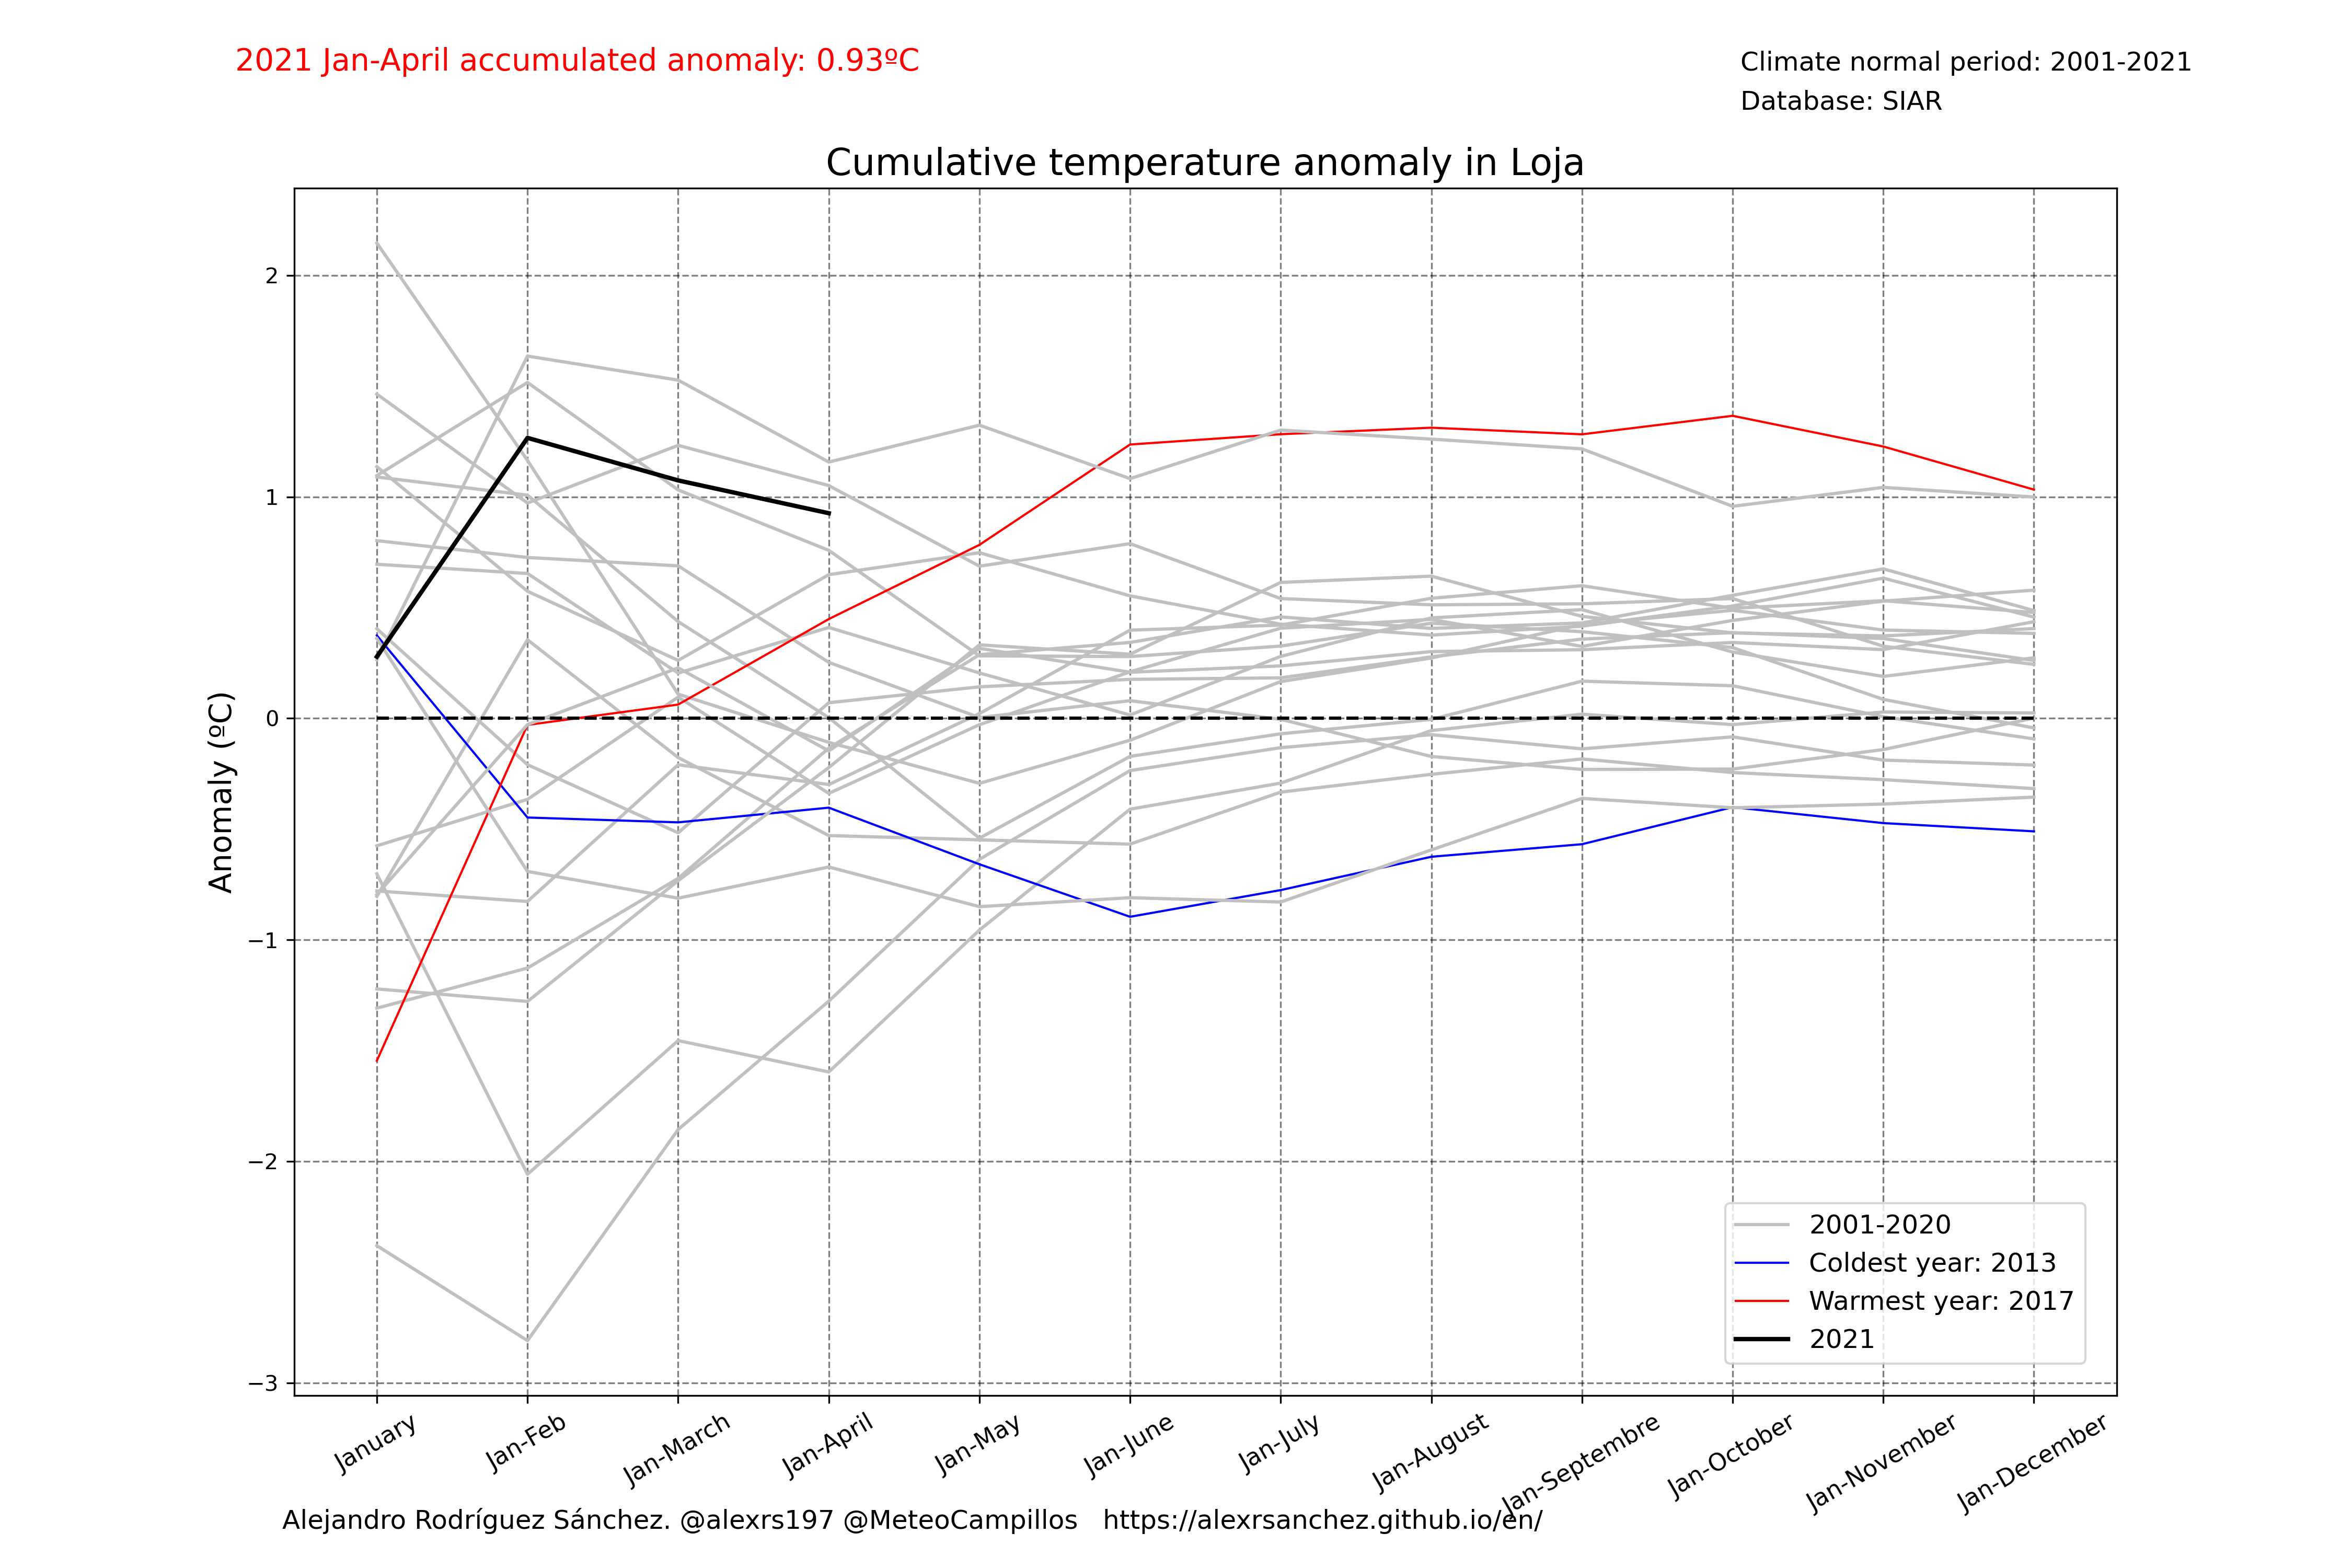 2021 Jan-April accumulated anomaly: 0.93ºC
Climate normal period: 2001-2021
Database: SIAR
Cumulative temperature anomaly in Loja
Anomaly (ºC)
2
1
0
−1
−2
−3
2001-2020
Coldest year: 2013
Warmest year: 2017
2021
January
Jan-Feb
Jan-March
Jan-April
Jan-May
Jan-June
Jan-July
Jan-August
Jan-Septembre
Jan-October
Jan-November
Jan-December
Alejandro Rodríguez Sánchez. @alexrs197 @MeteoCampillos   https://alexrsanchez.github.io/en/